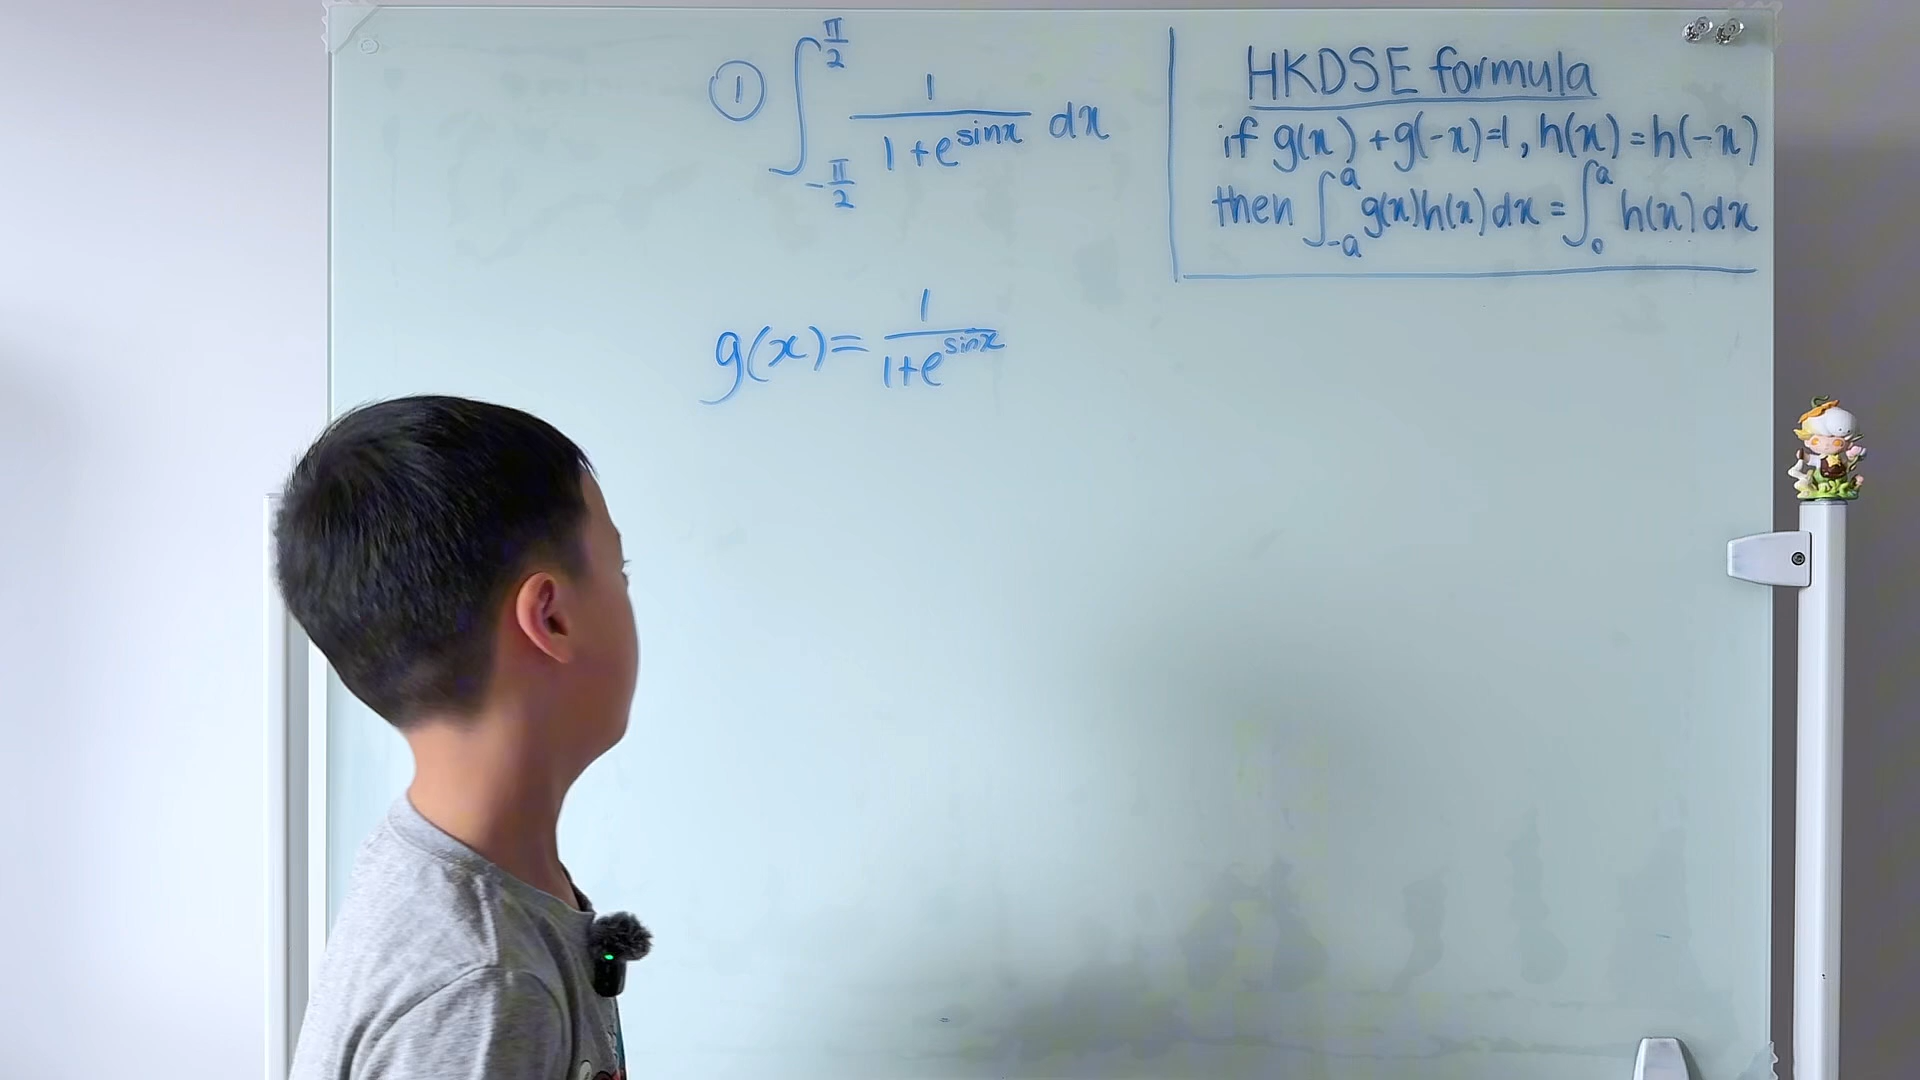 ① ∫_{-π/2}^{π/2} 1/(1+e^{sinx}) dx
HKDSE formula
if g(x)+g(-x)=1, h(x)=h(-x)
then ∫_{-a}^{a} g(x)h(x)dx = ∫_{0}^{a} h(x)dx
g(x)= 1/(1+e^{sinx})